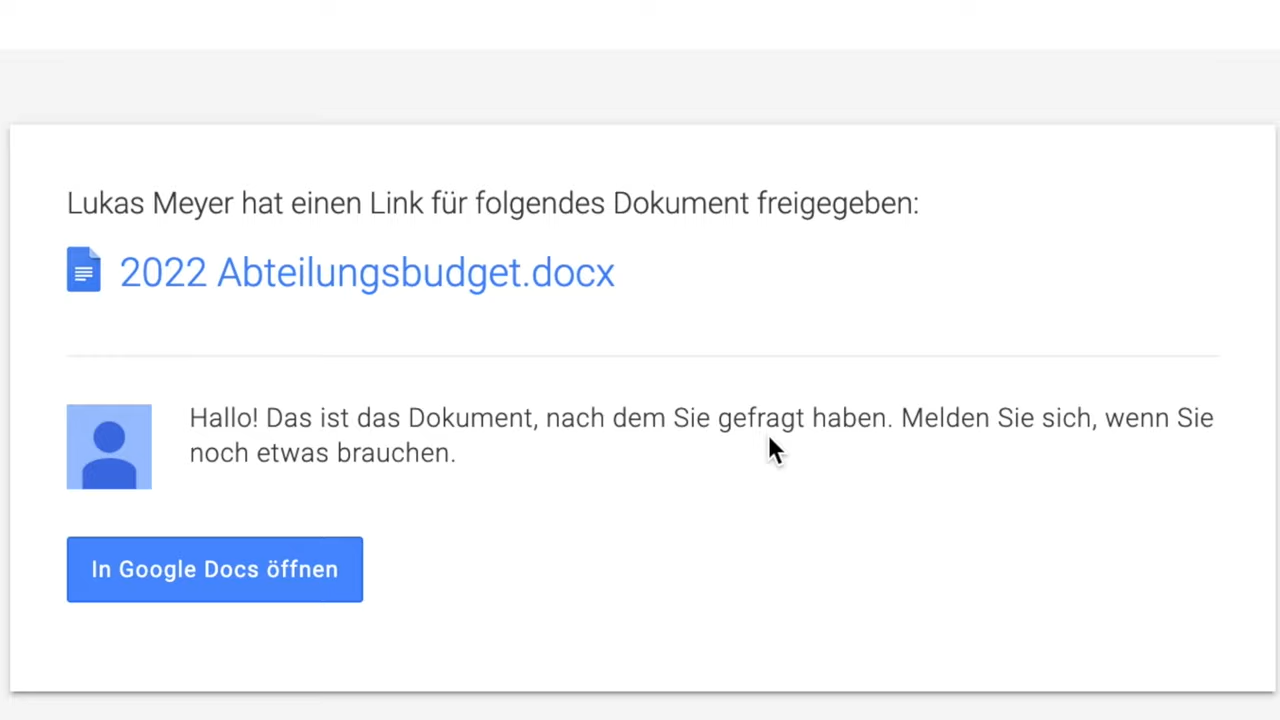 Lukas Meyer hat einen Link für folgendes Dokument freigegeben:
2022 Abteilungsbudget.docx
Hallo! Das ist das Dokument, nach dem Sie gefragt haben. Melden Sie sich, wenn Sie
noch etwas brauchen.
In Google Docs öffnen